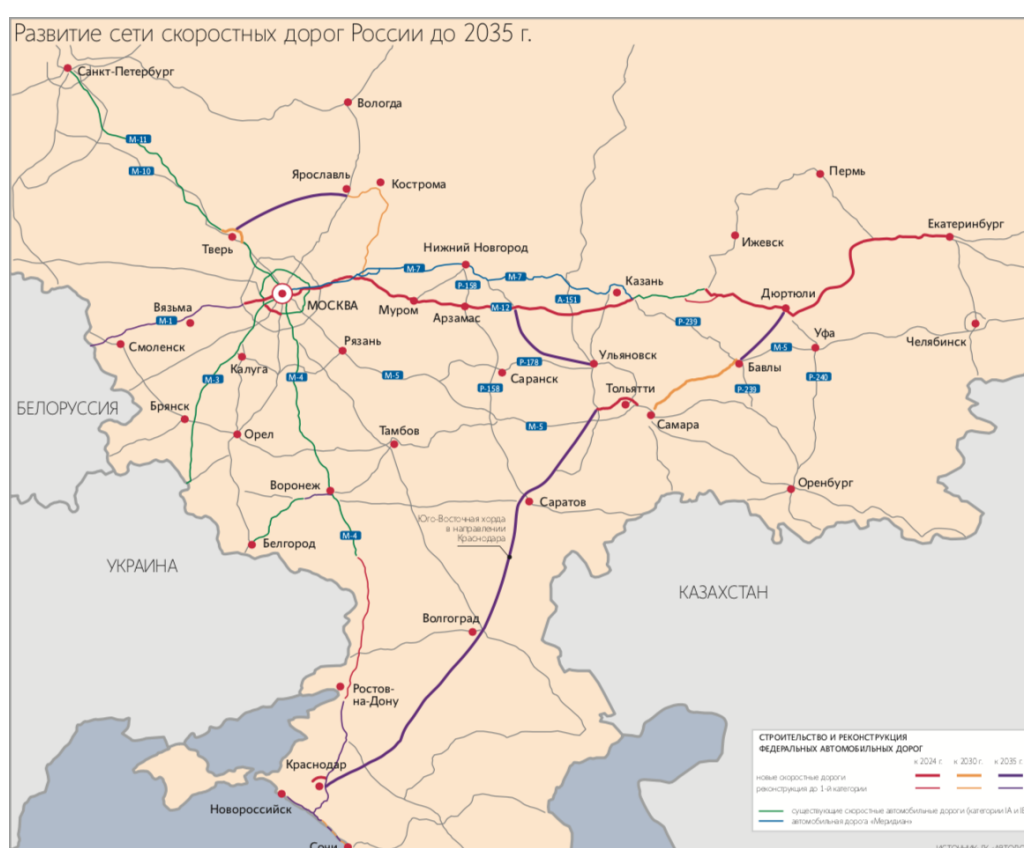 Развитие сети скоростных дорог России до 2035 г.
Санкт-Петербург
Вологда
М-11
М-10
Ярославль
Кострома
Пермь
Тверь
Нижний Новгород
Екатеринбург
Ижевск
М-7
М-7
Р-158
Казань
Дюртюли
МОСКВА
Муром
Арзамас
М-12
А-151
Вязьма
М-1
Р-239
Уфа
Челябинск
Смоленск
Рязань
Калуга
М-3
М-4
М-5
Р-178
Саранск
Р-158
Ульяновск
М-5
Бавлы
Р-239
Р-240
Тольятти
БЕЛОРУССИЯ
Брянск
Орел
Тамбов
М-5
Самара
Воронеж
Саратов
Оренбург
Белгород
М-4
Юго-Восточная хорда
в направлении
Краснодара
УКРАИНА
КАЗАХСТАН
Волгоград
Ростов-
на-Дону
Краснодар
Новороссийск
Сочи
СТРОИТЕЛЬСТВО И РЕКОНСТРУКЦИЯ
ФЕДЕРАЛЬНЫХ АВТОМОБИЛЬНЫХ ДОРОГ
к 2024 г. к 2030 г. к 2035 г.
новые скоростные дороги
реконструкция до 1-й категории
существующие скоростные автомобильные дороги (категории IA и
автомобильная дорога «Меридиан»